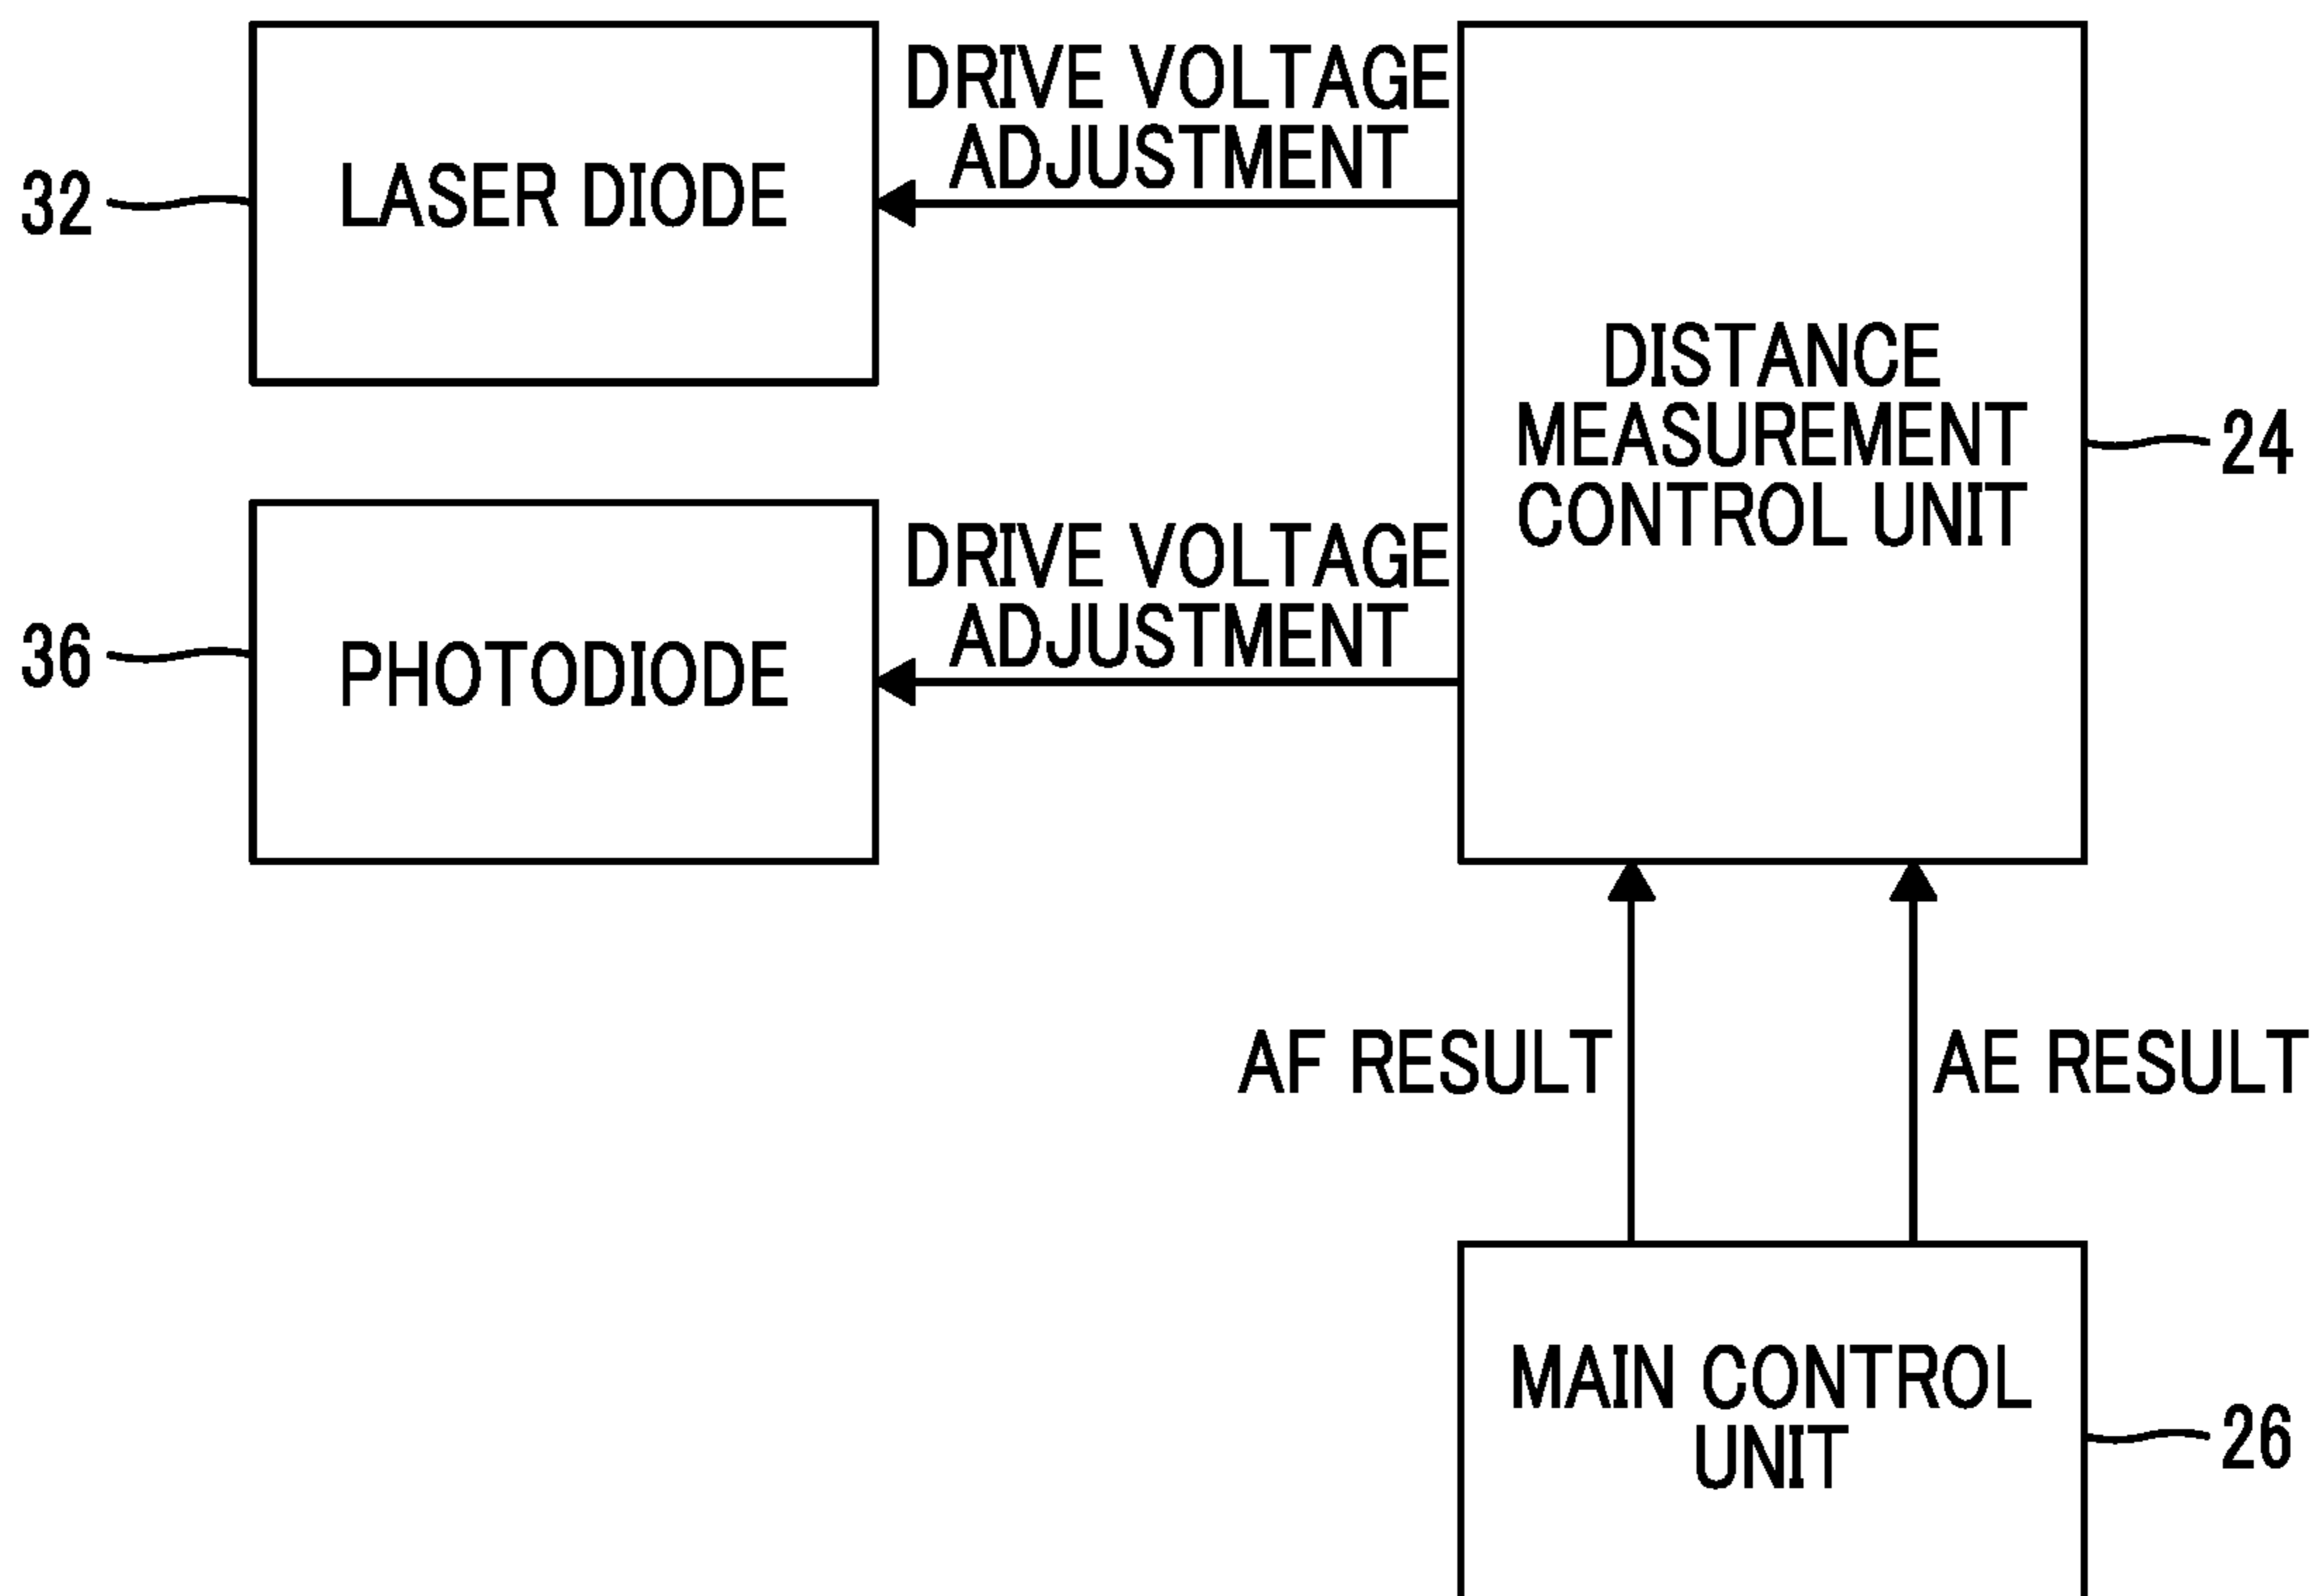 DRIVE VOLTAGE
ADJUSTMENT
32
LASER DIODE
DISTANCE
MEASUREMENT
CONTROL UNIT
24
DRIVE VOLTAGE
ADJUSTMENT
36
PHOTODIODE
AF RESULT
AE RESULT
MAIN CONTROL
UNIT
26